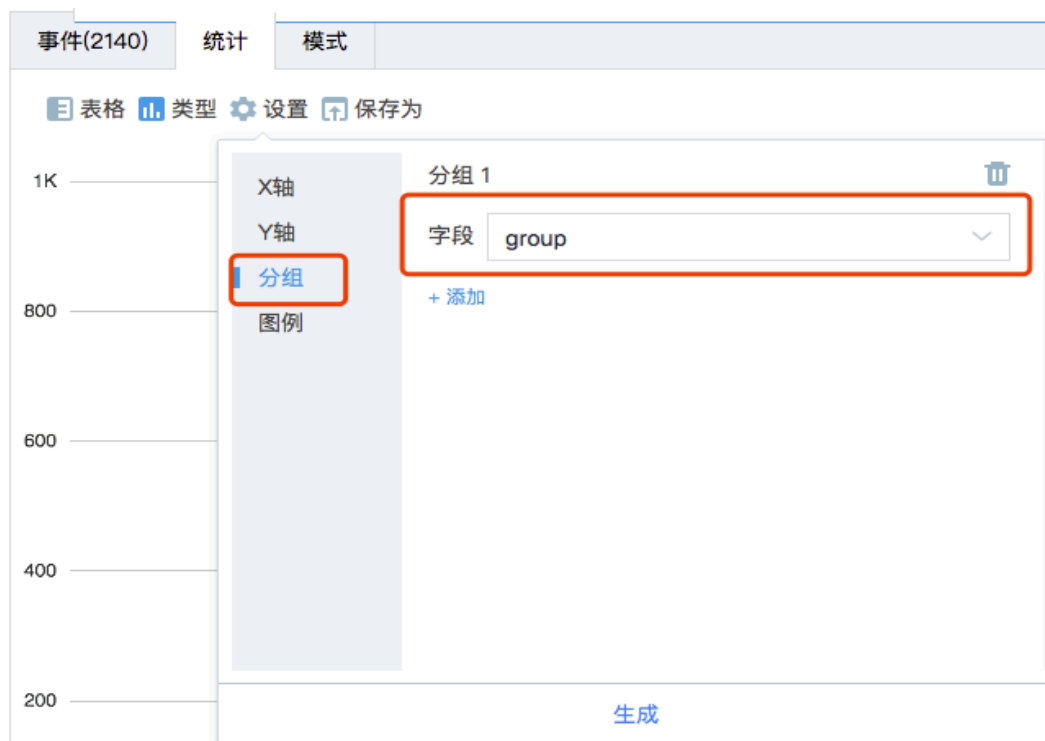 事件(2140) 统计 模式
表格 类型 设置 保存为
1K
800
600
400
200
X轴
Y轴
分组
图例
分组 1
字段 group
+ 添加
生成